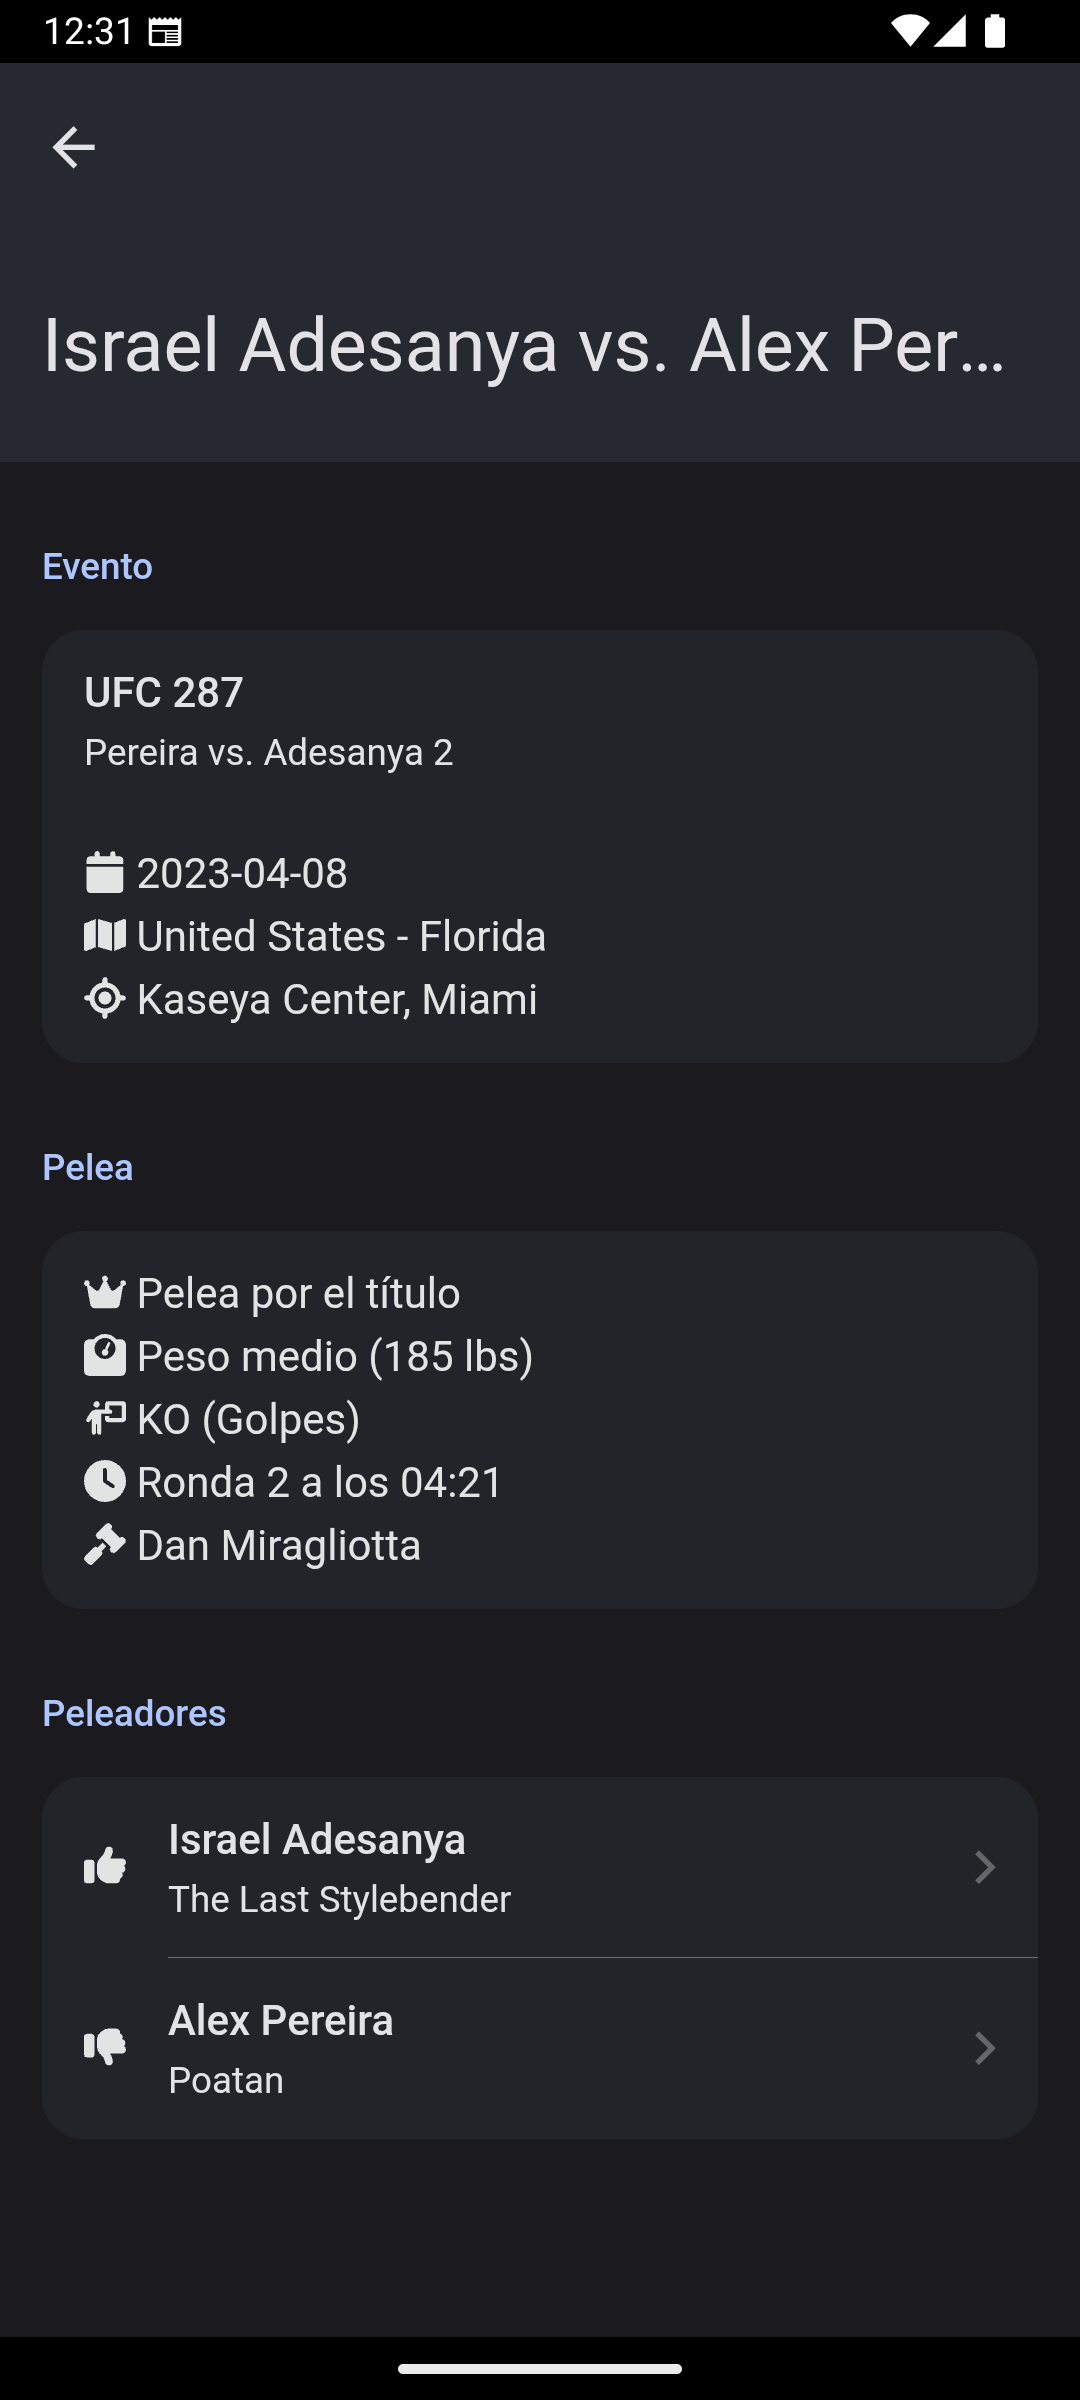 12:31
Israel Adesanya vs. Alex Per...
Evento
UFC 287
Pereira vs. Adesanya 2
2023-04-08
United States - Florida
Kaseya Center, Miami
Pelea
Pelea por el título
Peso medio (185 lbs)
KO (Golpes)
Ronda 2 a los 04:21
Dan Miragliotta
Peleadores
Israel Adesanya
The Last Stylebender
Alex Pereira
Poatan